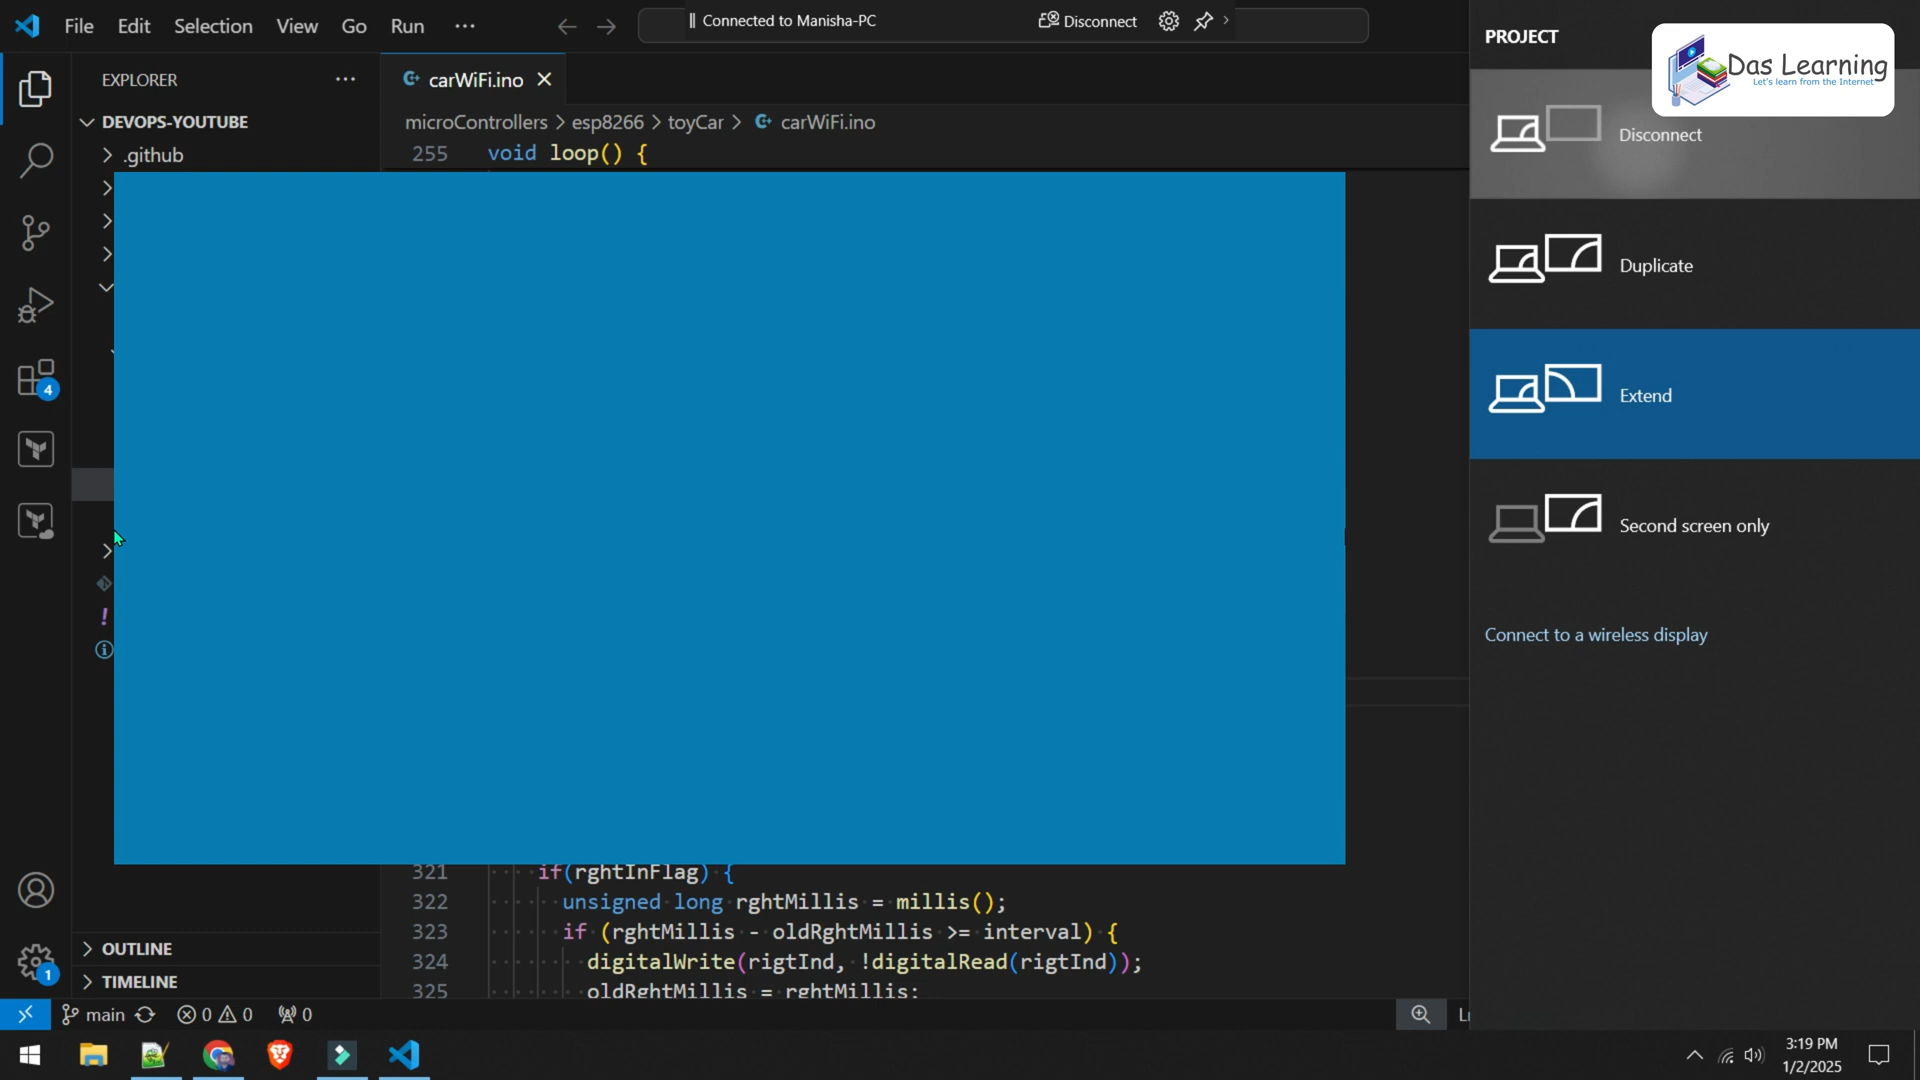 File Edit Selection View Go Run ···
Connected to Manisha-PC
Disconnect
PROJECT
Das Learning
Let's learn from the Internet
EXPLORER
carWiFi.ino
DEVOPS-YOUTUBE
microControllers > esp8266 > toyCar > carWiFi.ino
.github
255 void loop() {
Disconnect
Duplicate
Extend
Second screen only
Connect to a wireless display
4
321 if(rghtInFlag) {
322 unsigned long rghtMillis = millis();
323 if (rghtMillis - oldRghtMillis >= interval) {
324 digitalWrite(rigtInd, !digitalRead(rigtInd));
325 oldRghtMillis = rghtMillis;
OUTLINE
TIMELINE
1
main 0 0 0
3:19 PM
1/2/2025